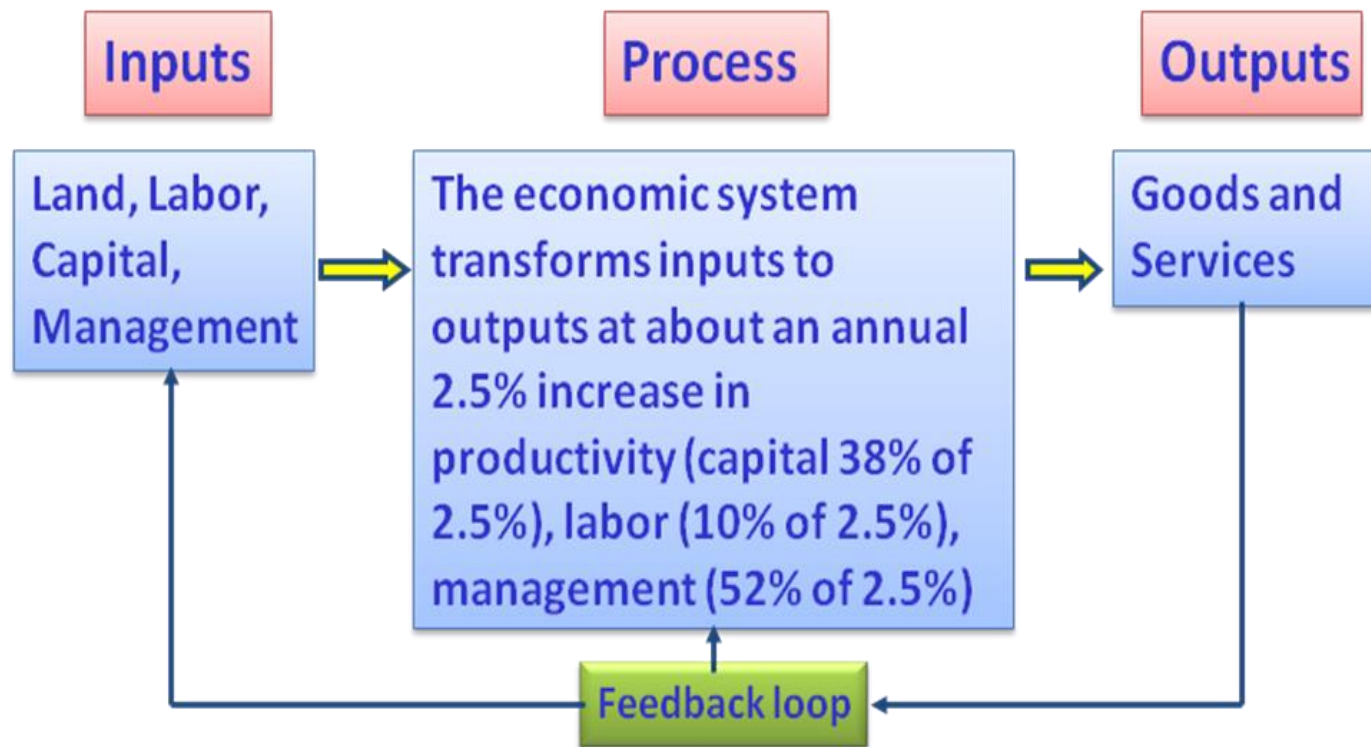 Inputs
Process
Outputs
Land, Labor,
Capital,
Management
The economic system
transforms inputs to
outputs at about an annual
2.5% increase in
productivity (capital 38% of
2.5%), labor (10% of 2.5%),
management (52% of 2.5%)
Goods and
Services
Feedback loop